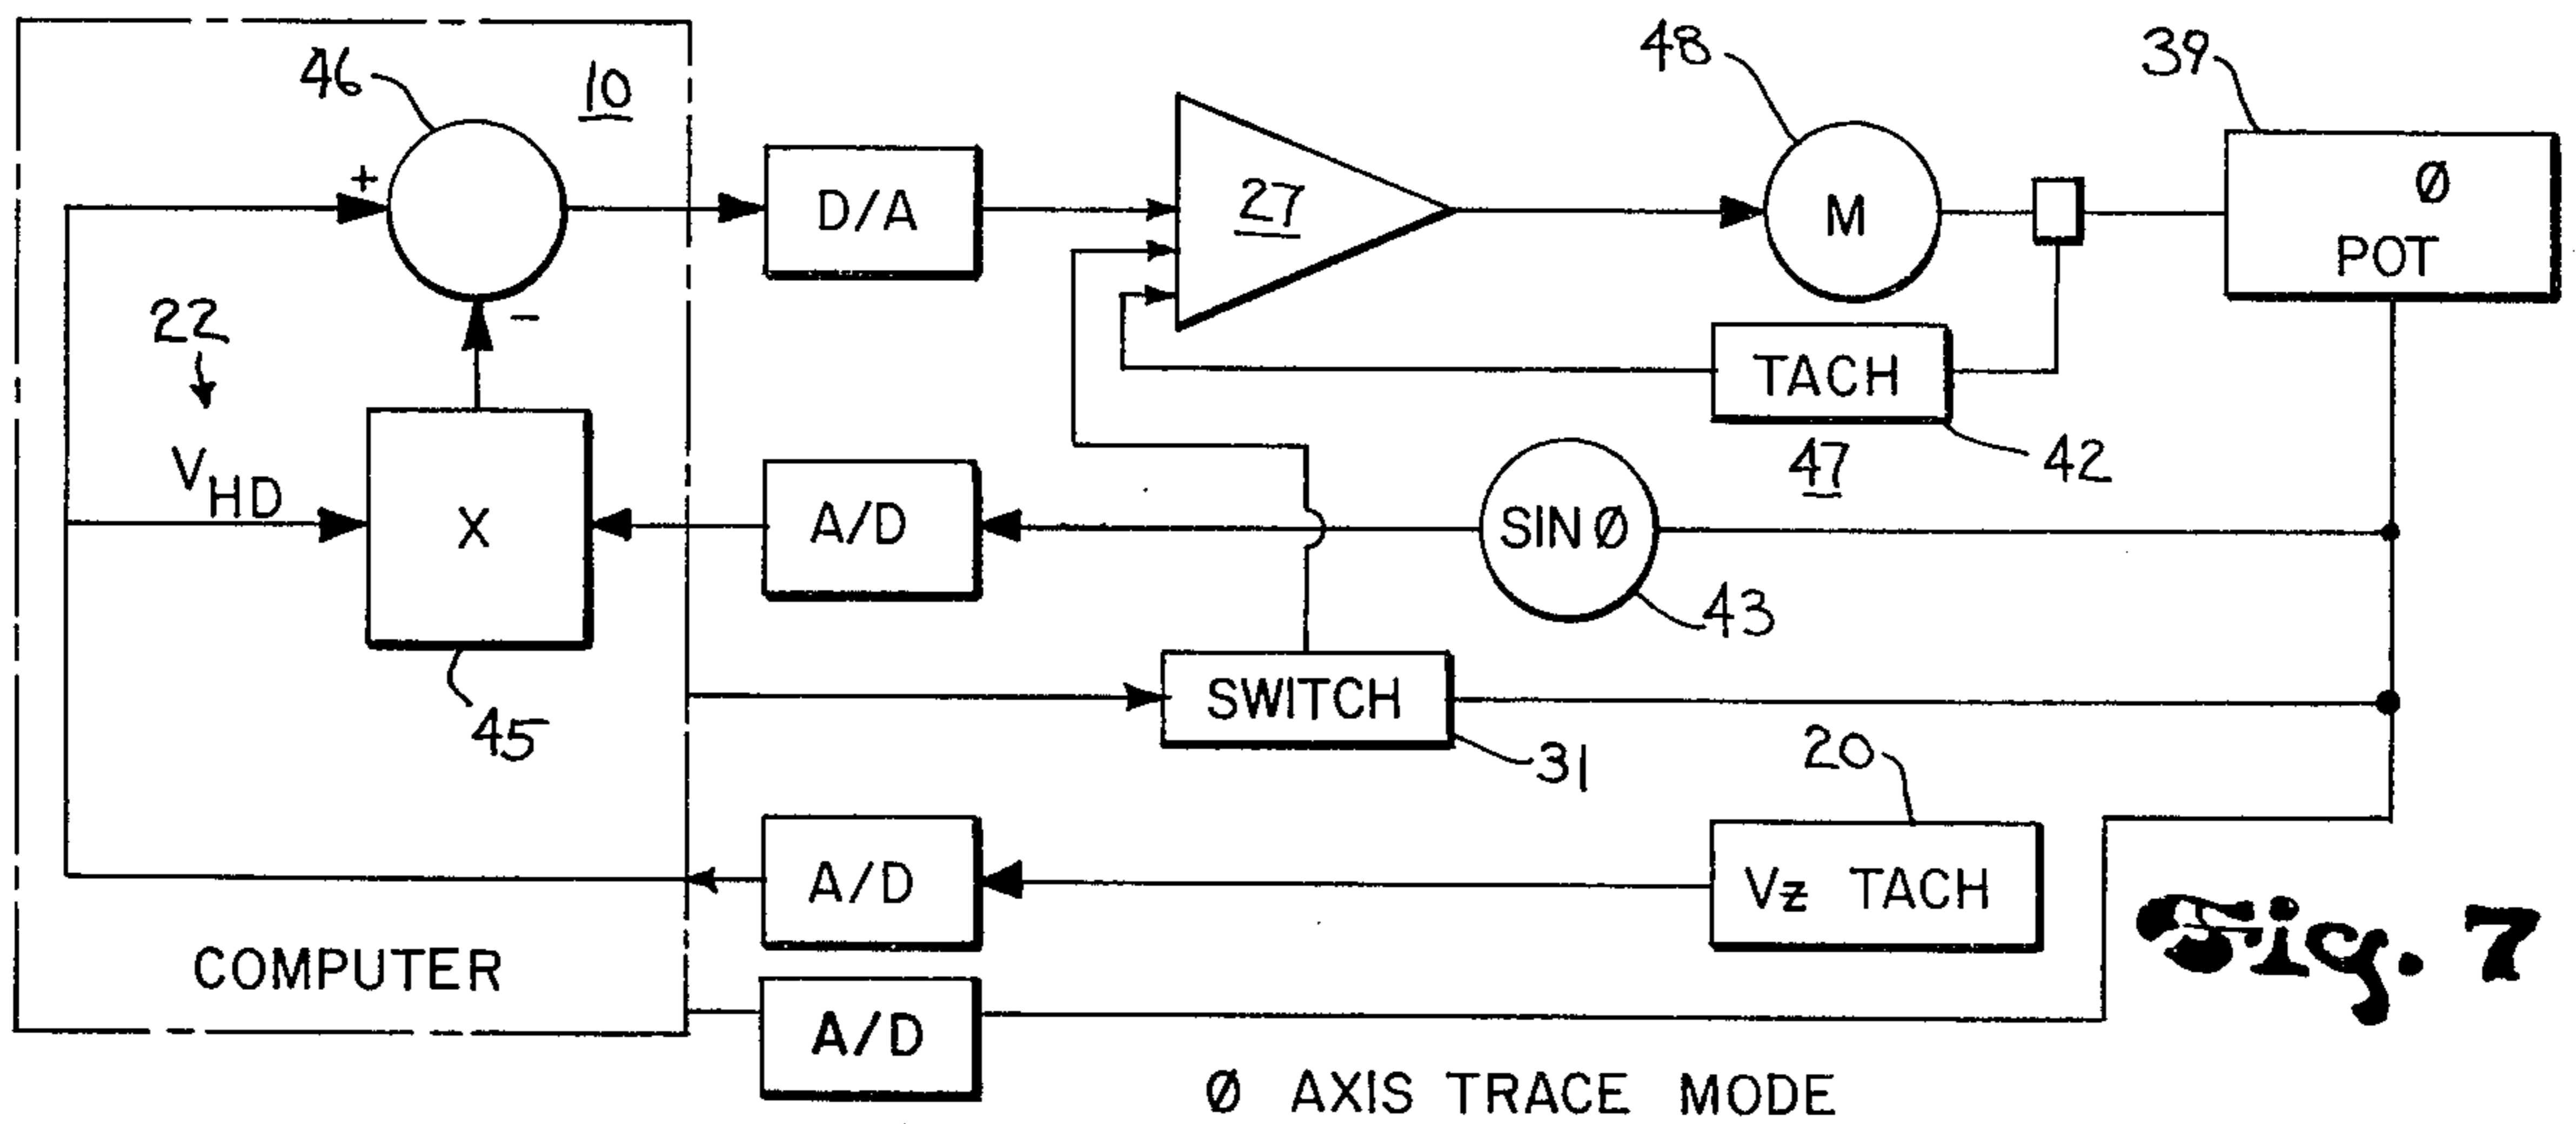 46
10
48
39
+
D/A
27
M
Ø
POT
22
−
TACH
42
47
V HD
X
A/D
SIN Ø
43
45
SWITCH
31
20
A/D
Vz TACH
COMPUTER
A/D
Fig. 7
Ø AXIS TRACE MODE